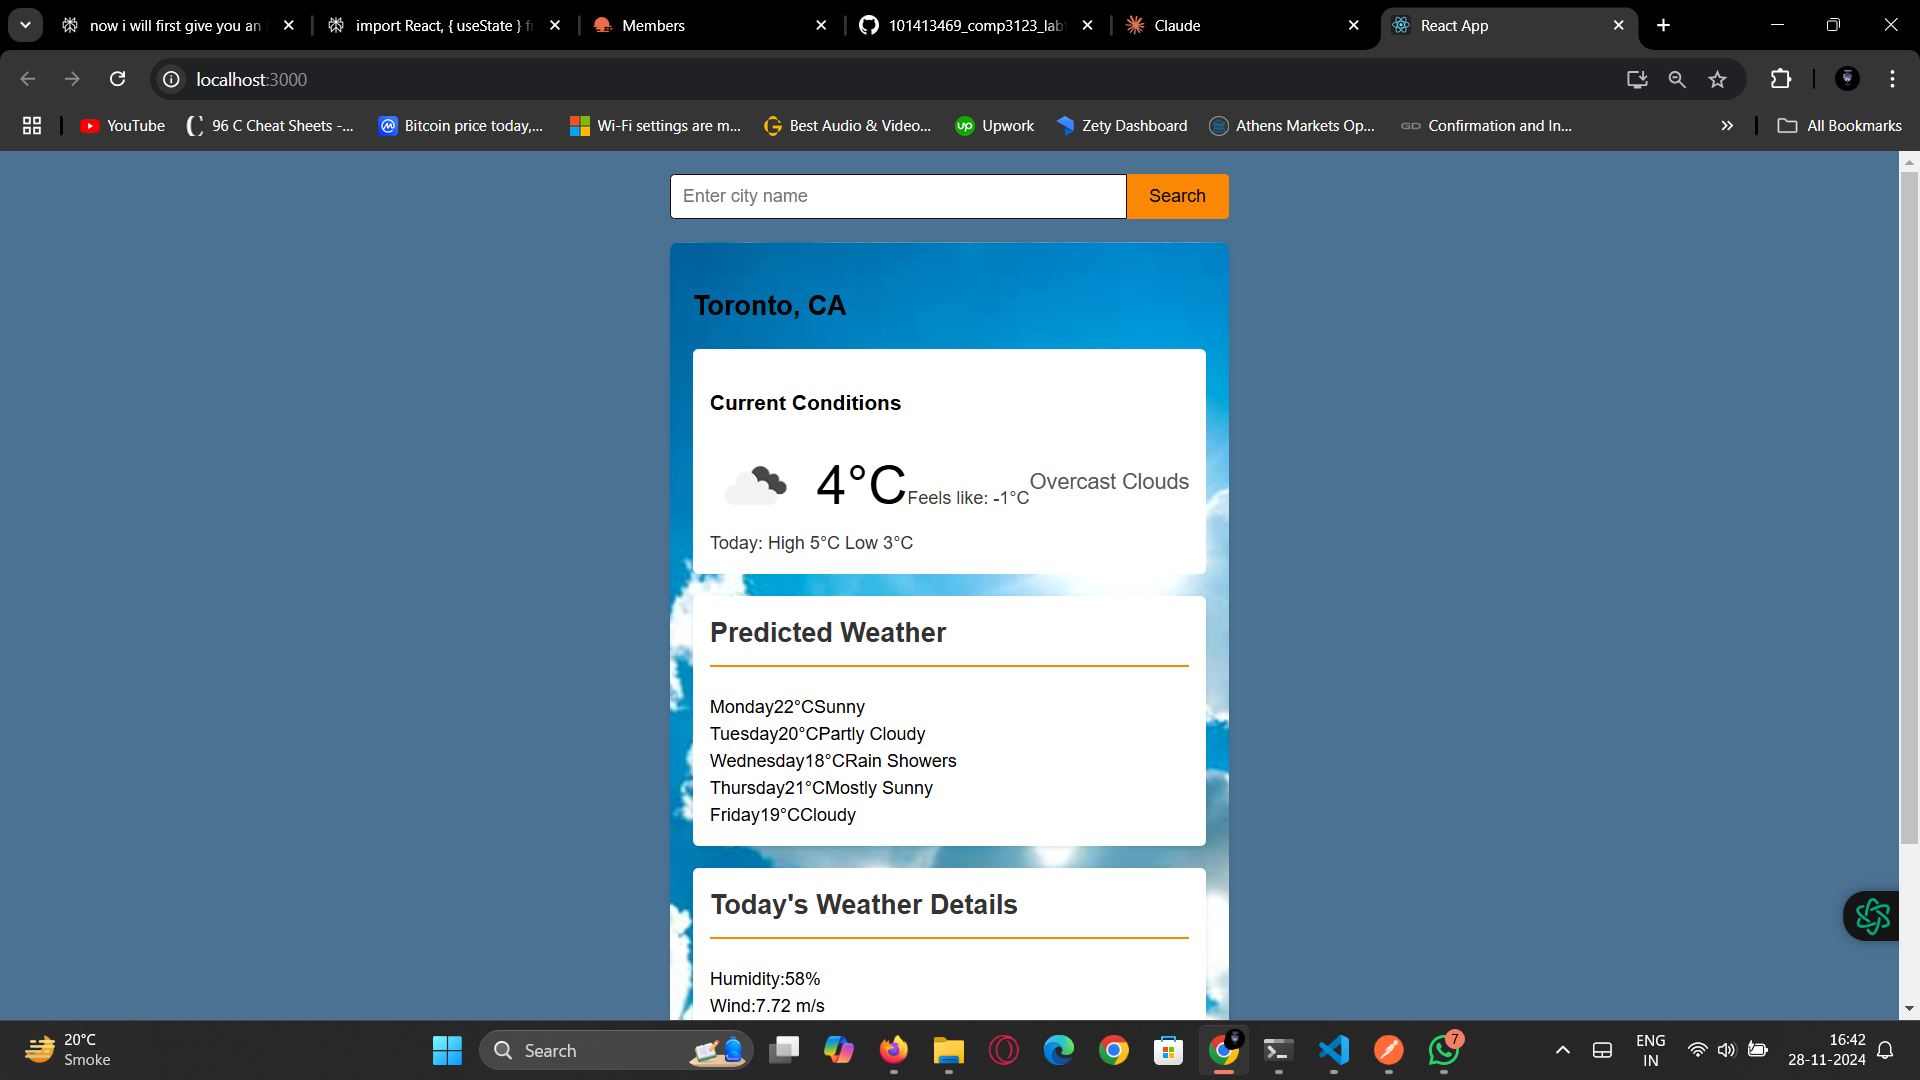 now i will first give you an i
import React, { useState } fr
Members
101413469_comp3123_lab
Claude
React App
localhost:3000
YouTube
96 C Cheat Sheets -...
Bitcoin price today,...
Wi-Fi settings are m...
Best Audio & Video...
up
Upwork
Zety Dashboard
Athens Markets Op...
GD
Confirmation and In...
All Bookmarks
Enter city name
Search
Toronto, CA
Current Conditions
4°C
Feels like: -1°C
Overcast Clouds
Today: High 5°C Low 3°C
Predicted Weather
Monday22°CSunny
Tuesday20°CPartly Cloudy
Wednesday18°CRain Showers
Thursday21°CMostly Sunny
Friday19°CCloudy
Today's Weather Details
Humidity:58%
Wind:7.72 m/s
20°C
Smoke
Search
7
ENG
IN
16:42
28-11-2024